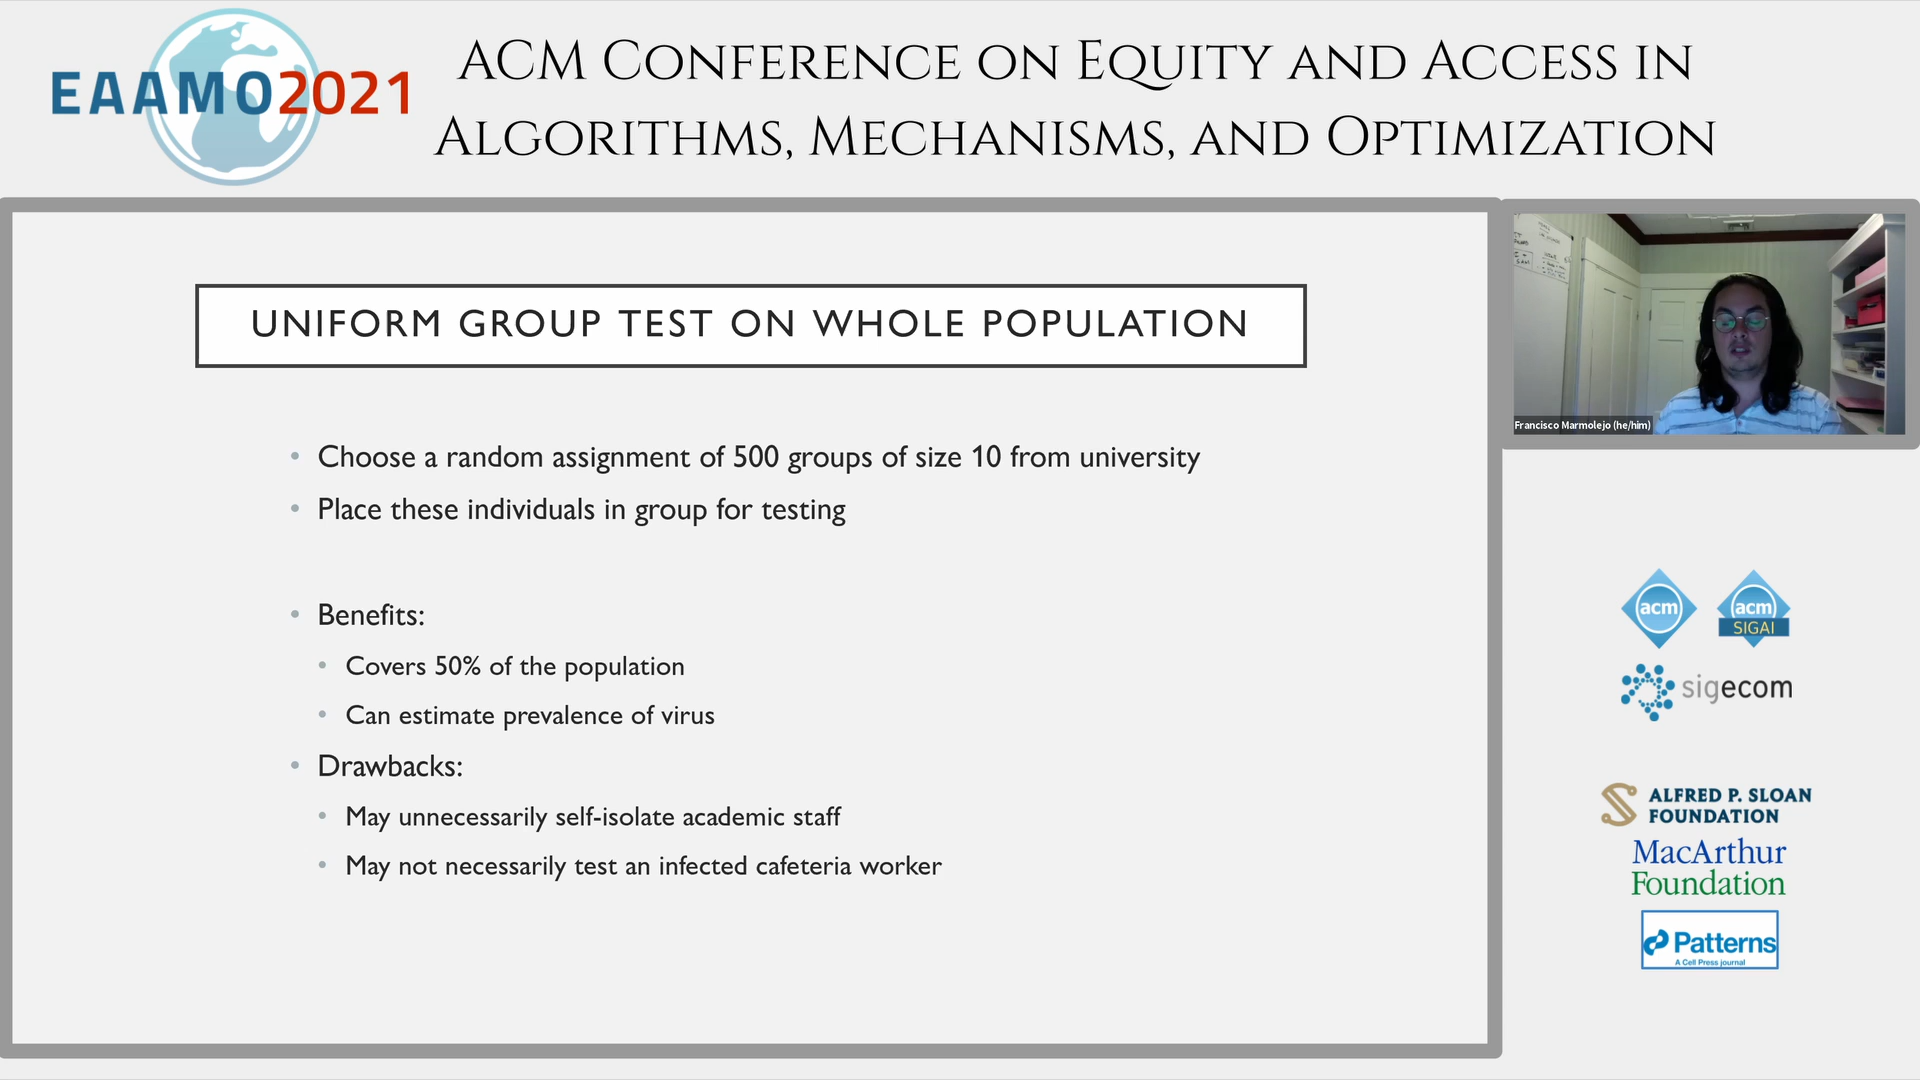 EAAMO2021
ACM Conference on Equity and Access in
Algorithms, Mechanisms, and Optimization
UNIFORM GROUP TEST ON WHOLE POPULATION
• Choose a random assignment of 500 groups of size 10 from university
• Place these individuals in group for testing
• Benefits:
• Covers 50% of the population
• Can estimate prevalence of virus
• Drawbacks:
• May unnecessarily self-isolate academic staff
• May not necessarily test an infected cafeteria worker
Francisco Marmolejo (he/him)
acm
acm
SIGAI
sigecom
ALFRED P. SLOAN
FOUNDATION
MacArthur
Foundation
Patterns
A Cell Press journal